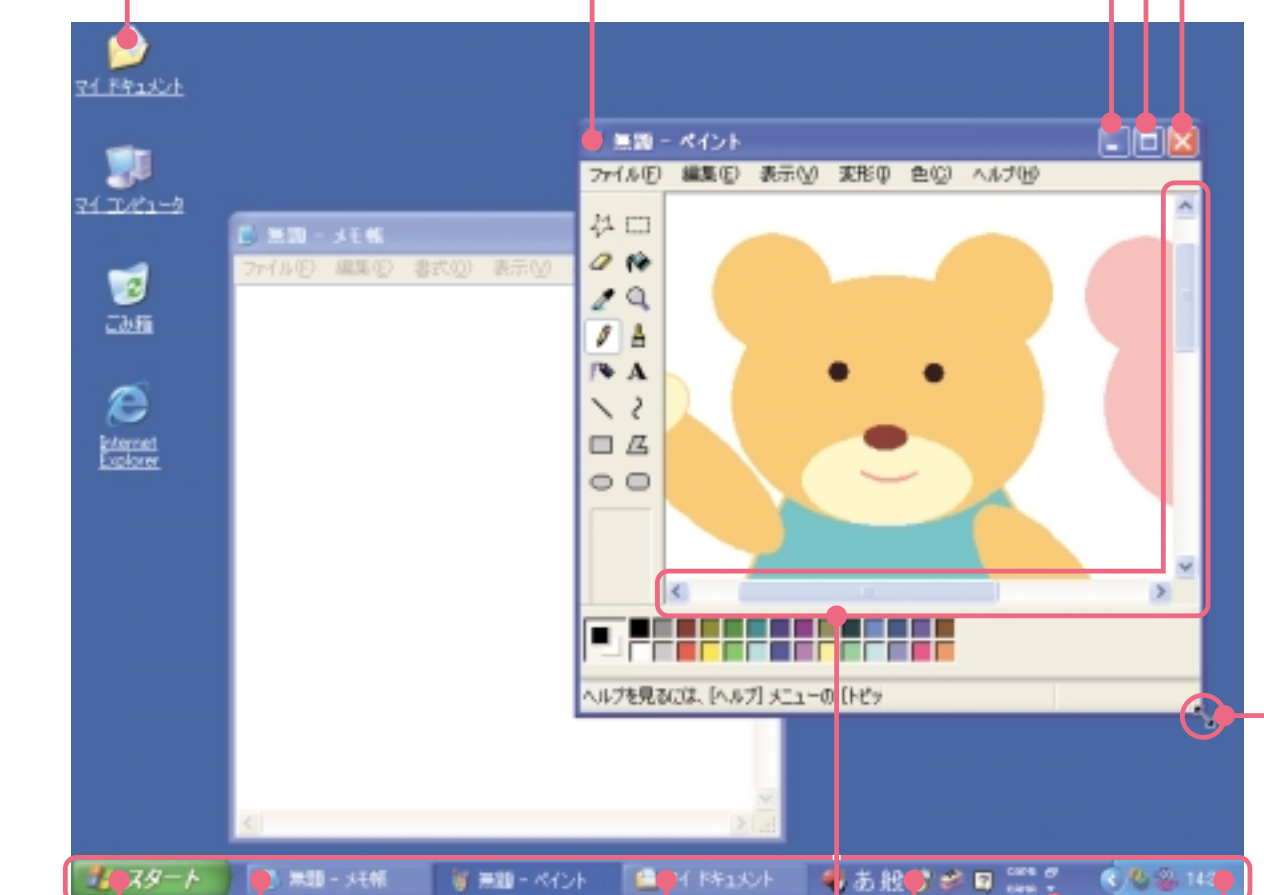 マイ ドキュメント
マイ コンピュータ
ごみ箱
Internet
Explorer
無題 - メモ帳
ファイル(F) 編集(E) 書式(O) 表示(V)
無題 - ペイント
ファイル(F) 編集(E) 表示(V) 変形(I) 色(C) ヘルプ(H)
A
ヘルプを見るには、[ヘルプ] メニューの [トピッ
スタート
無題 - メモ帳
無題 - ペイント
マイ ドキュメント
あ 般
CAPS